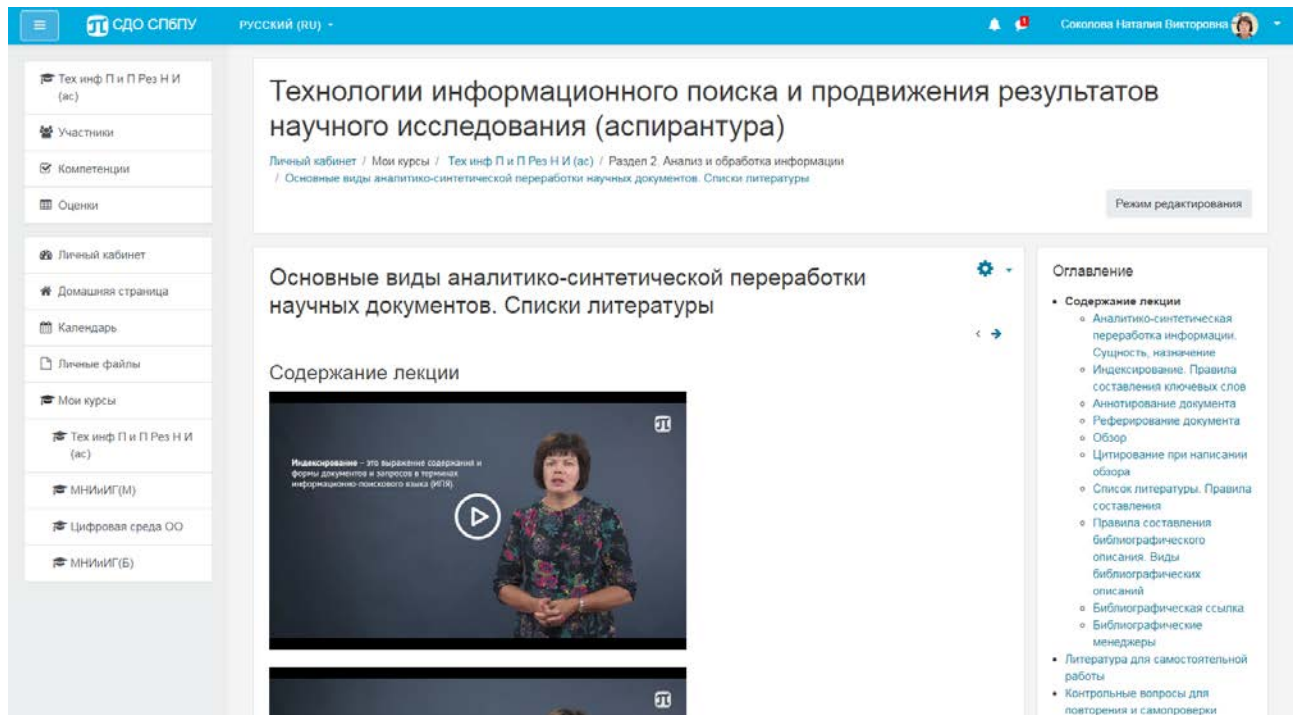 СДО СПбПУ
РУССКИЙ (RU)
1
Соколова Наталия Викторовна
Тех инф П и П Рез Н И
(ас)
Участники
Компетенции
Оценки
Личный кабинет
Домашняя страница
Календарь
Личные файлы
Мои курсы
Тех инф П и П Рез Н И
(ас)
МНИиИГ(М)
Цифровая среда ОО
МНИиИГ(Б)
Технологии информационного поиска и продвижения результатов
научного исследования (аспирантура)
Личный кабинет / Мои курсы / Тех инф П и П Рез Н И (ас) / Раздел 2. Анализ и обработка информации
/ Основные виды аналитико-синтетической переработки научных документов. Списки литературы
Режим редактирования
Основные виды аналитико-синтетической переработки
научных документов. Списки литературы
Содержание лекции
Индексирование – это выражение содержания и
формы документов и запросов в терминах
информационно-поискового языка (ИПЯ).
Оглавление
Содержание лекции
Аналитико-синтетическая
переработка информации.
Сущность, назначение
Индексирование. Правила
составления ключевых слов
Аннотирование документа
Реферирование документа
Обзор
Цитирование при написании
обзора
Список литературы. Правила
составления
Правила составления
библиографического
описания. Виды
библиографических
описаний
Библиографическая ссылка
Библиографические
менеджеры
Литература для самостоятельной
работы
Контрольные вопросы для
повторения и самопроверки